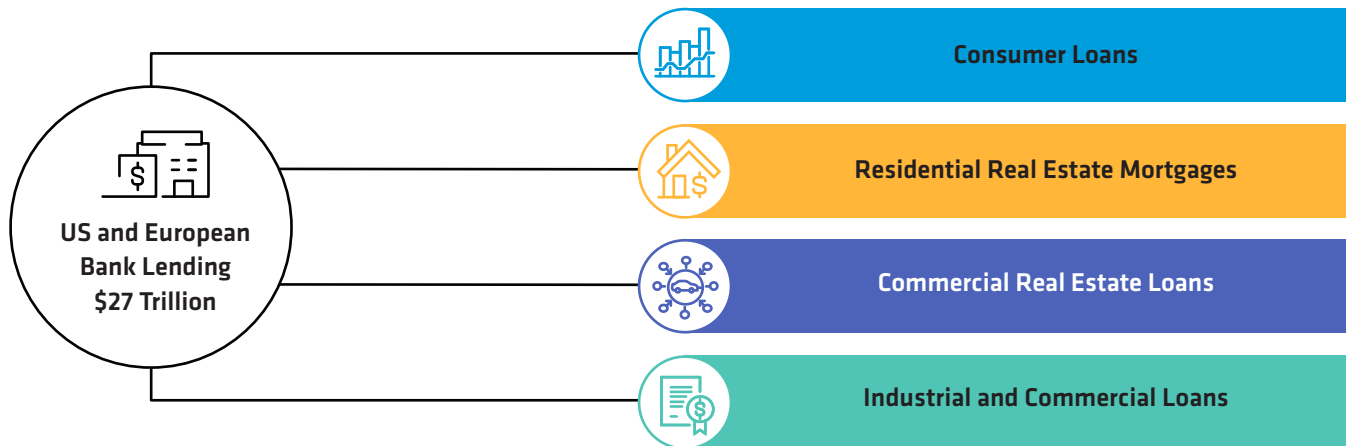 US and European
Bank Lending
$27 Trillion
Consumer Loans
Residential Real Estate Mortgages
Commercial Real Estate Loans
Industrial and Commercial Loans